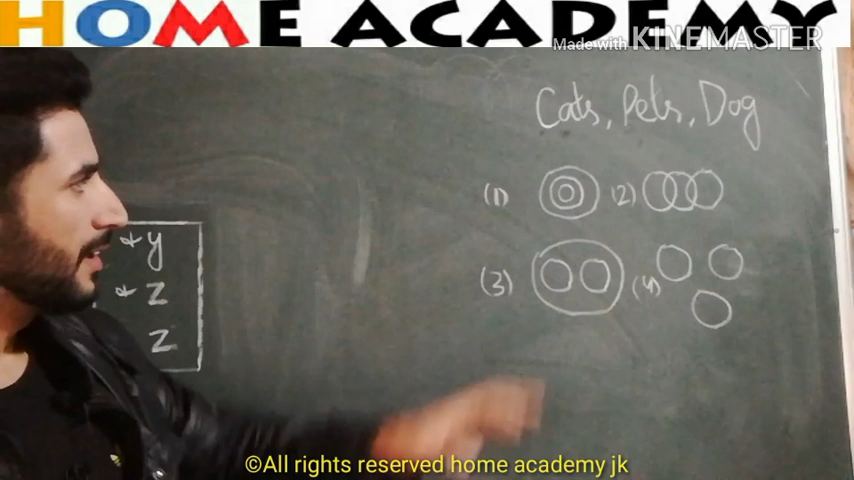 HOME ACADEMY
Made with KINEMASTER
Cats, Pets, Dog
(1) (2)
(3) (4)
y
z
z
©All rights reserved home academy jk